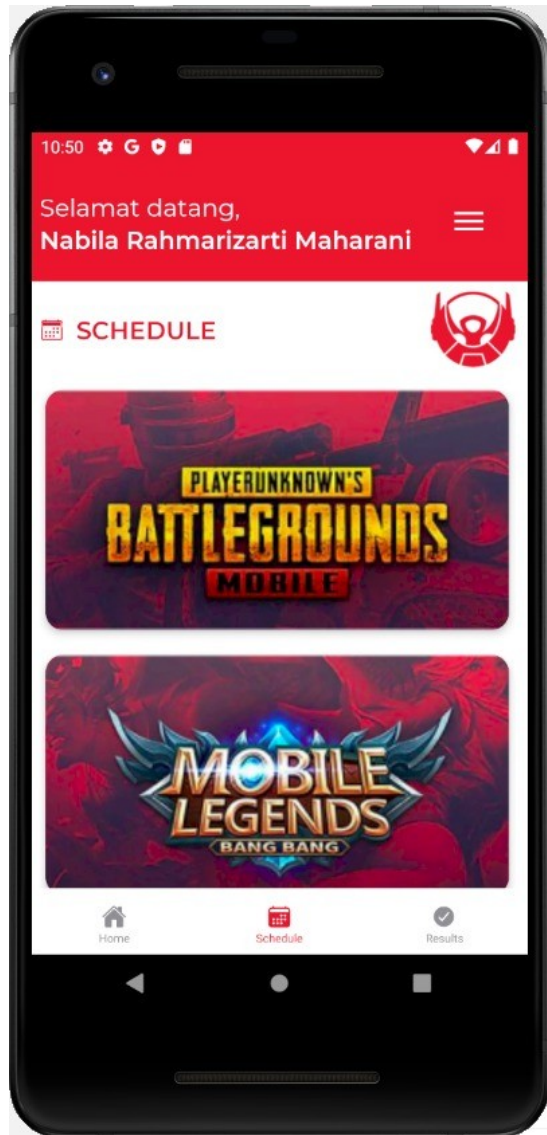 10:50
Selamat datang,
Nabila Rahmarizarti Maharani
SCHEDULE
PLAYERUNKNOWN'S
BATTLEGROUNDS
MOBILE
MOBILE
LEGENDS
BANG BANG
Home Schedule Results